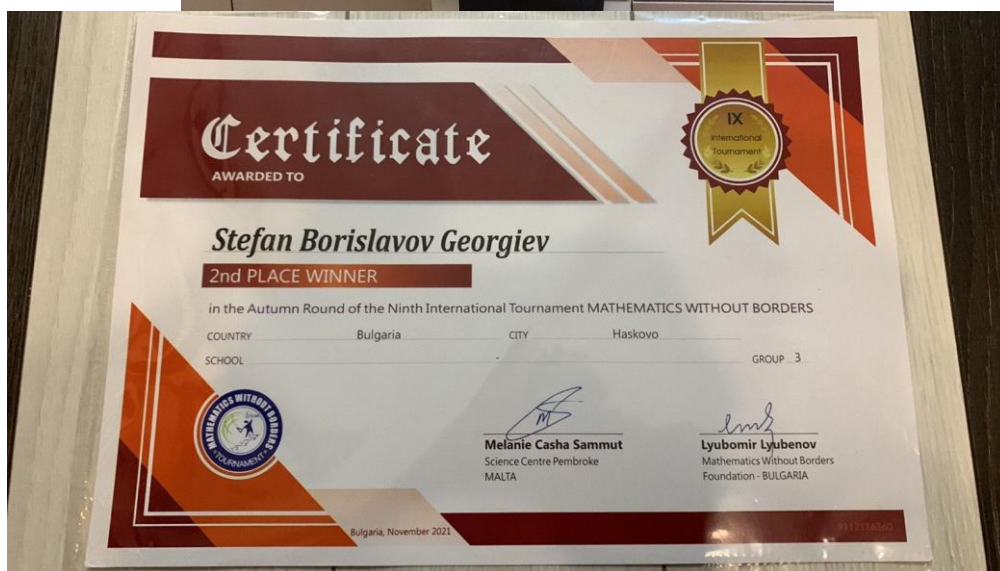 Certificate
AWARDED TO
IX
International
Tournament
Stefan Borislavov Georgiev
2nd PLACE WINNER
in the Autumn Round of the Ninth International Tournament MATHEMATICS WITHOUT BORDERS
COUNTRY Bulgaria CITY Haskovo
SCHOOL - GROUP 3
MATHEMATICS WITHOUT BORDERS
• TOURNAMENT •
Melanie Casha Sammut
Science Centre Pembroke
MALTA
Lyubomir Lyubenov
Mathematics Without Borders
Foundation - BULGARIA
Bulgaria, November 2021